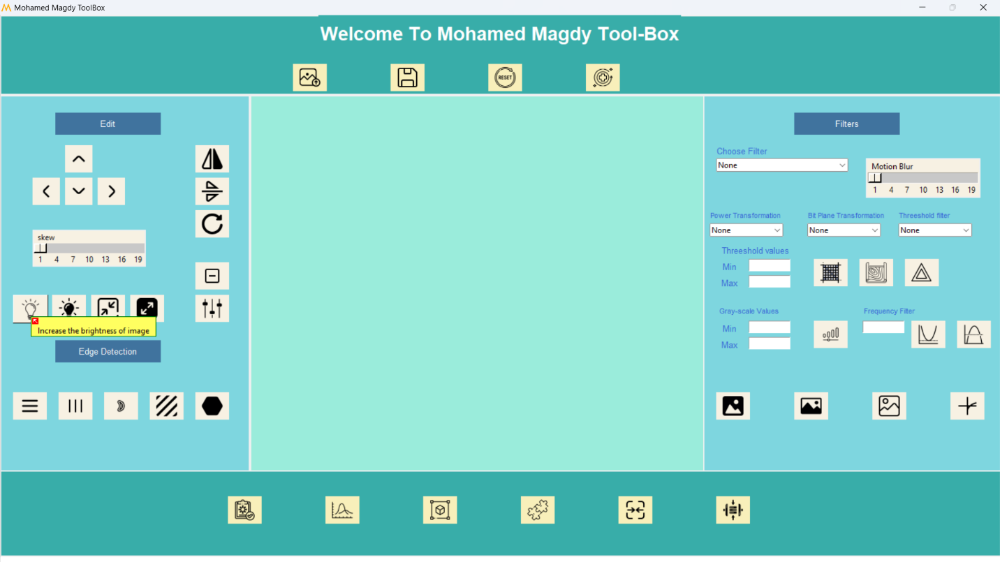 Mohamed Magdy ToolBox
Welcome To Mohamed Magdy Tool-Box
RESET
Edit
skew
1 4 7 10 13 16 19
Increase the brightness of image
Edge Detection
Filters
Choose Filter
None
Motion Blur
1 4 7 10 13 16 19
Power Transformation Bit Plane Transformation Threeshold filter
None None None
Threeshold values
Min
Max
Gray-scale Values Frequency Filter
Min
Max